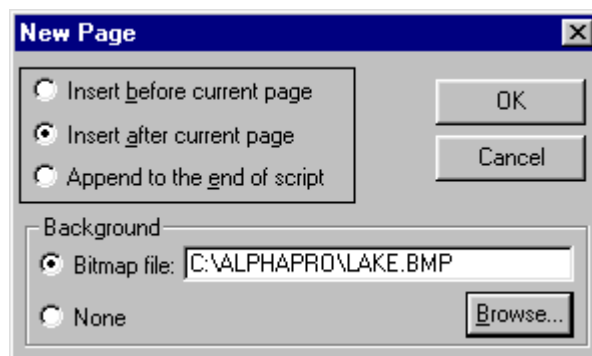 New Page
Insert before current page
OK
Insert after current page
Cancel
Append to the end of script
Background
Bitmap file: C:\ALPHAPRO\LAKE.BMP
None
Browse...